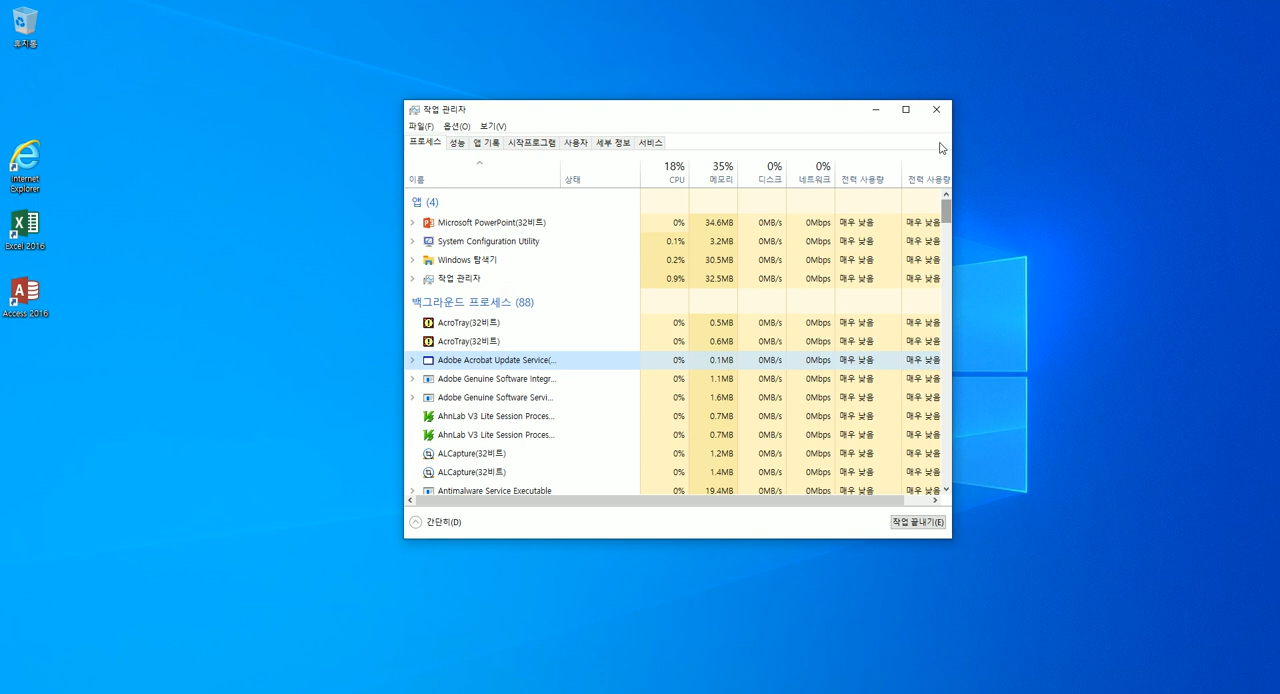 휴지통
Internet
Explorer
Excel 2016
Access 2016
작업 관리자
파일(F) 옵션(O) 보기(V)
프로세스 성능 앱 기록 시작프로그램 사용자 세부 정보 서비스
18% 35% 0% 0%
이름 상태 CPU 메모리 디스크 네트워크 전력 사용량 전력 사용량
앱 (4)
Microsoft PowerPoint(32비트) 0% 34.6MB 0MB/s 0Mbps 매우 낮음 매우 낮음
System Configuration Utility 0.1% 3.2MB 0MB/s 0Mbps 매우 낮음 매우 낮음
Windows 탐색기 0.2% 30.5MB 0MB/s 0Mbps 매우 낮음 매우 낮음
작업 관리자 0.9% 32.5MB 0MB/s 0Mbps 매우 낮음 매우 낮음
백그라운드 프로세스 (88)
AcroTray(32비트) 0% 0.5MB 0MB/s 0Mbps 매우 낮음 매우 낮음
AcroTray(32비트) 0% 0.6MB 0MB/s 0Mbps 매우 낮음 매우 낮음
Adobe Acrobat Update Service(... 0% 0.1MB 0MB/s 0Mbps 매우 낮음 매우 낮음
Adobe Genuine Software Integr... 0% 1.1MB 0MB/s 0Mbps 매우 낮음 매우 낮음
Adobe Genuine Software Servi... 0% 1.6MB 0MB/s 0Mbps 매우 낮음 매우 낮음
AhnLab V3 Lite Session Proces... 0% 0.7MB 0MB/s 0Mbps 매우 낮음 매우 낮음
AhnLab V3 Lite Session Proces... 0% 0.7MB 0MB/s 0Mbps 매우 낮음 매우 낮음
ALCapture(32비트) 0% 1.2MB 0MB/s 0Mbps 매우 낮음 매우 낮음
ALCapture(32비트) 0% 1.4MB 0MB/s 0Mbps 매우 낮음 매우 낮음
Antimalware Service Executable 0% 19.4MB 0MB/s 0Mbps 매우 낮음 매우 낮음
간단히(D) 작업 끝내기(E)